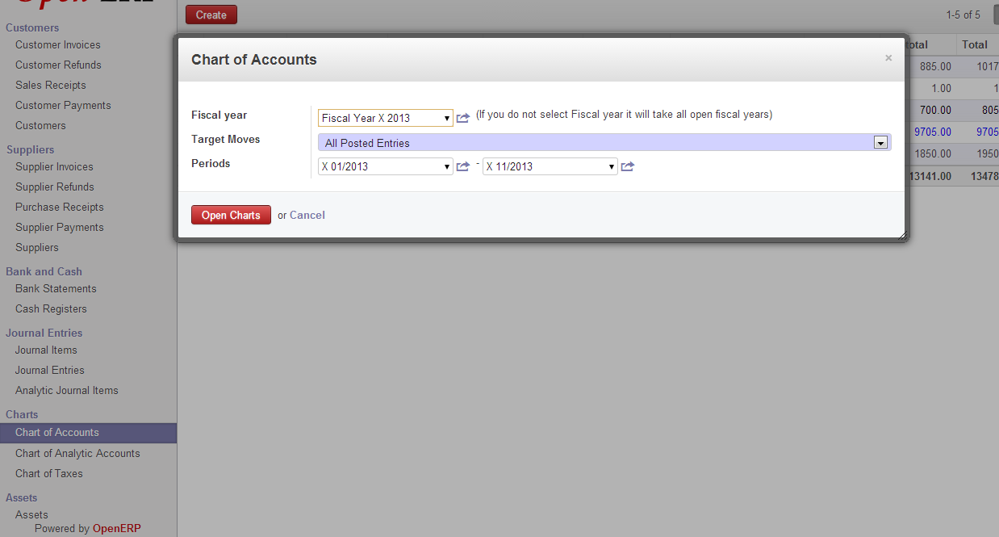 Open ERP
Customers
Customer Invoices
Customer Refunds
Sales Receipts
Customer Payments
Customers
Suppliers
Supplier Invoices
Supplier Refunds
Purchase Receipts
Supplier Payments
Suppliers
Bank and Cash
Bank Statements
Cash Registers
Journal Entries
Journal Items
Journal Entries
Analytic Journal Items
Charts
Chart of Accounts
Chart of Analytic Accounts
Chart of Taxes
Assets
Assets
Powered by OpenERP
Create
1-5 of 5
Chart of Accounts
×
Fiscal year
Fiscal Year X 2013
(If you do not select Fiscal year it will take all open fiscal years)
Target Moves
All Posted Entries
Periods
X 01/2013 - X 11/2013
Open Charts or Cancel
otal Total
885.00 1017
1.00 1
700.00 805
9705.00 9705
1850.00 1950
13141.00 13478